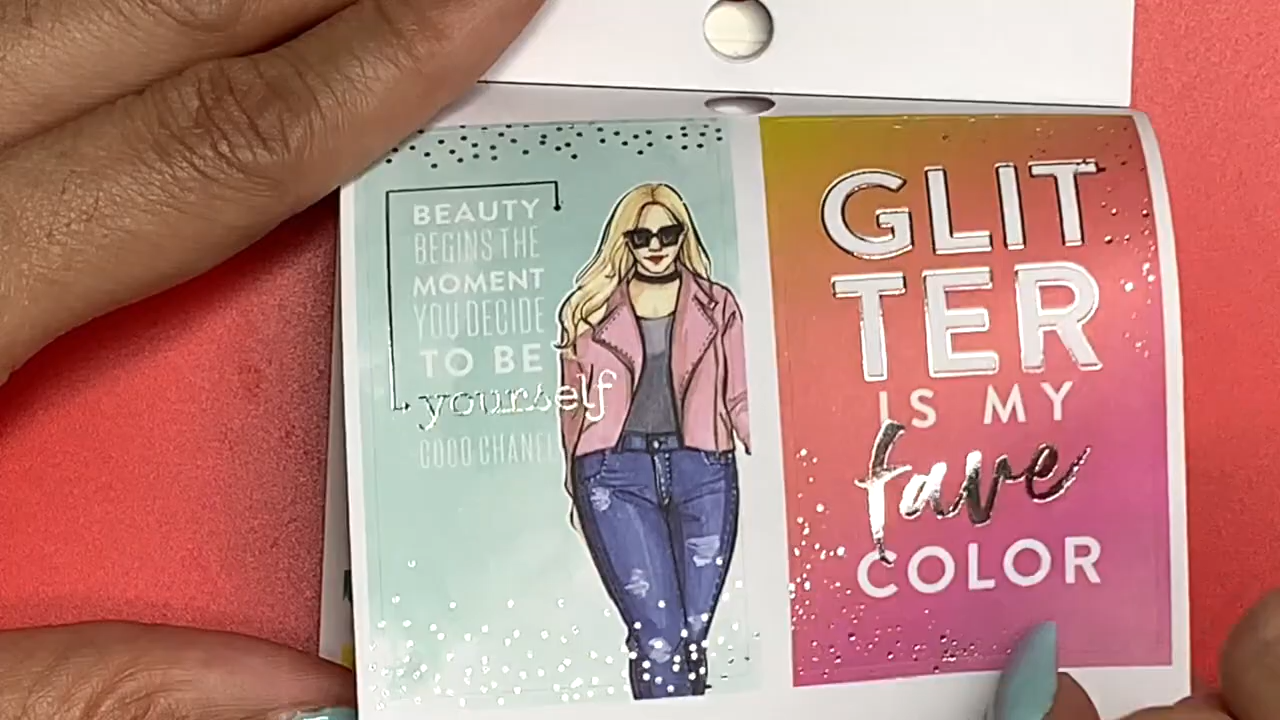 BEAUTY
BEGINS THE
MOMENT
YOU DECIDE
TO BE
yourself
COCO CHANEL
GLIT
TER
IS MY
fave
COLOR